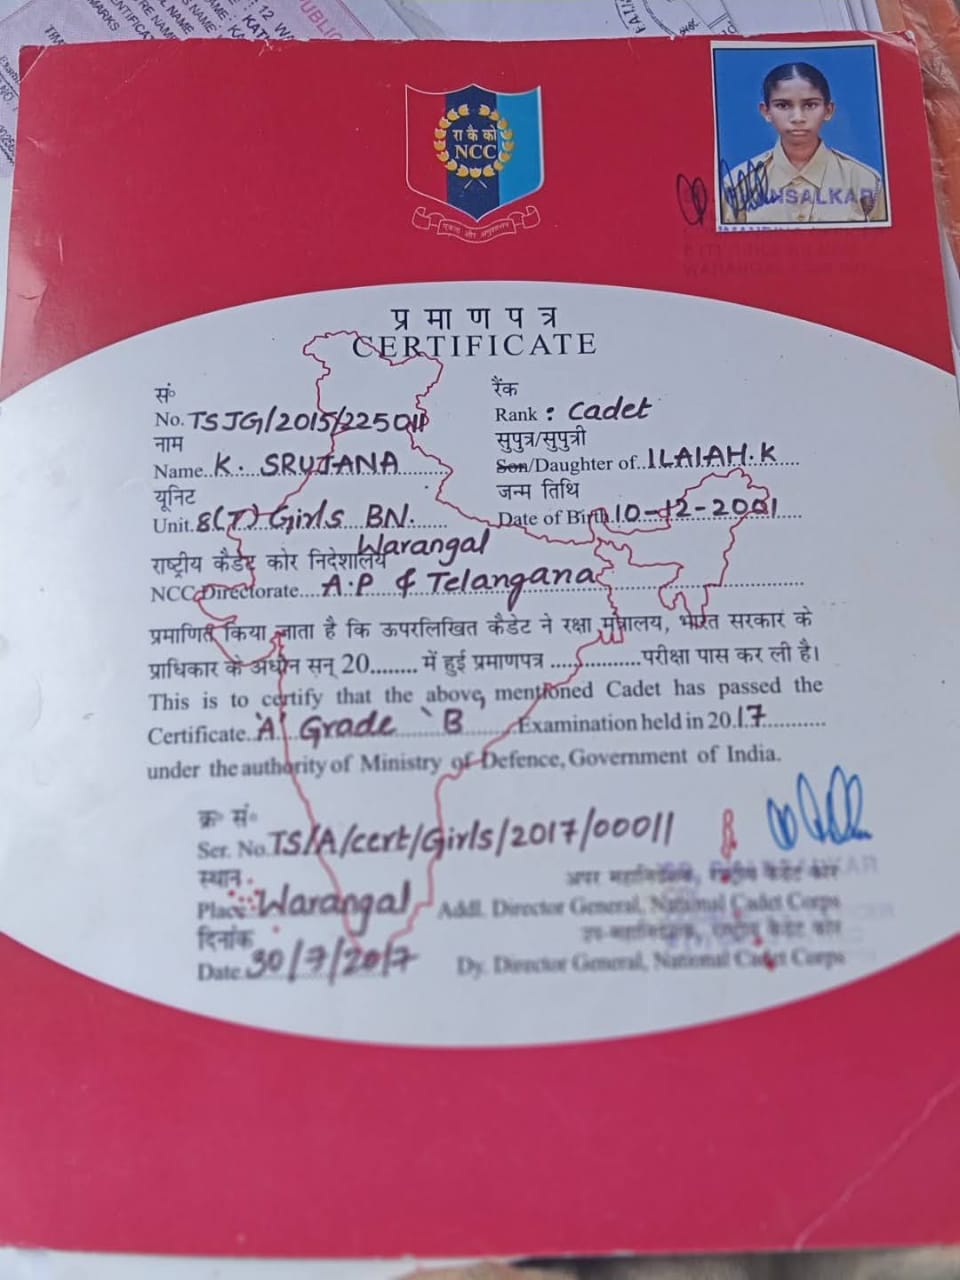 रा कै को
NCC
एकता और अनुशासन
NSALKAR
प्रमाणपत्र
CERTIFICATE
सं०
No. TSJG/2015/225011
रैंक
Rank : Cadet
नाम
Name..K. SRUJANA
सुपुत्र/सुपुत्री
Son/Daughter of..ILAIAH.K
यूनिट
Unit.8(T) Girls BN.
Warangal
जन्म तिथि
Date of Birth 10-12-2001
राष्ट्रीय कैडेट कोर निदेशालय
NCC Directorate....A.P & Telangana
प्रमाणित किया जाता है कि ऊपरलिखित कैडेट ने रक्षा मंत्रालय, भारत सरकार के
प्राधिकार के अधीन सन् 20........ में हुई प्रमाणपत्र ..............परीक्षा पास कर ली है।
This is to certify that the above, mentioned Cadet has passed the
Certificate..'A' Grade `B.......Examination held in 2017............
under the authority of Ministry of Defence, Government of India.
क्र० सं०
Ser. No.TS/A/cert/Girls/2017/00011
स्थान
Place Warangal
अपर महानिदेशक, राष्ट्रीय कैडेट कोर
Addl. Director General, National Cadet Corps
दिनांक
Date 30/7/2017
उप-महानिदेशक, राष्ट्रीय कैडेट कोर
Dy. Director General, National Cadet Corps